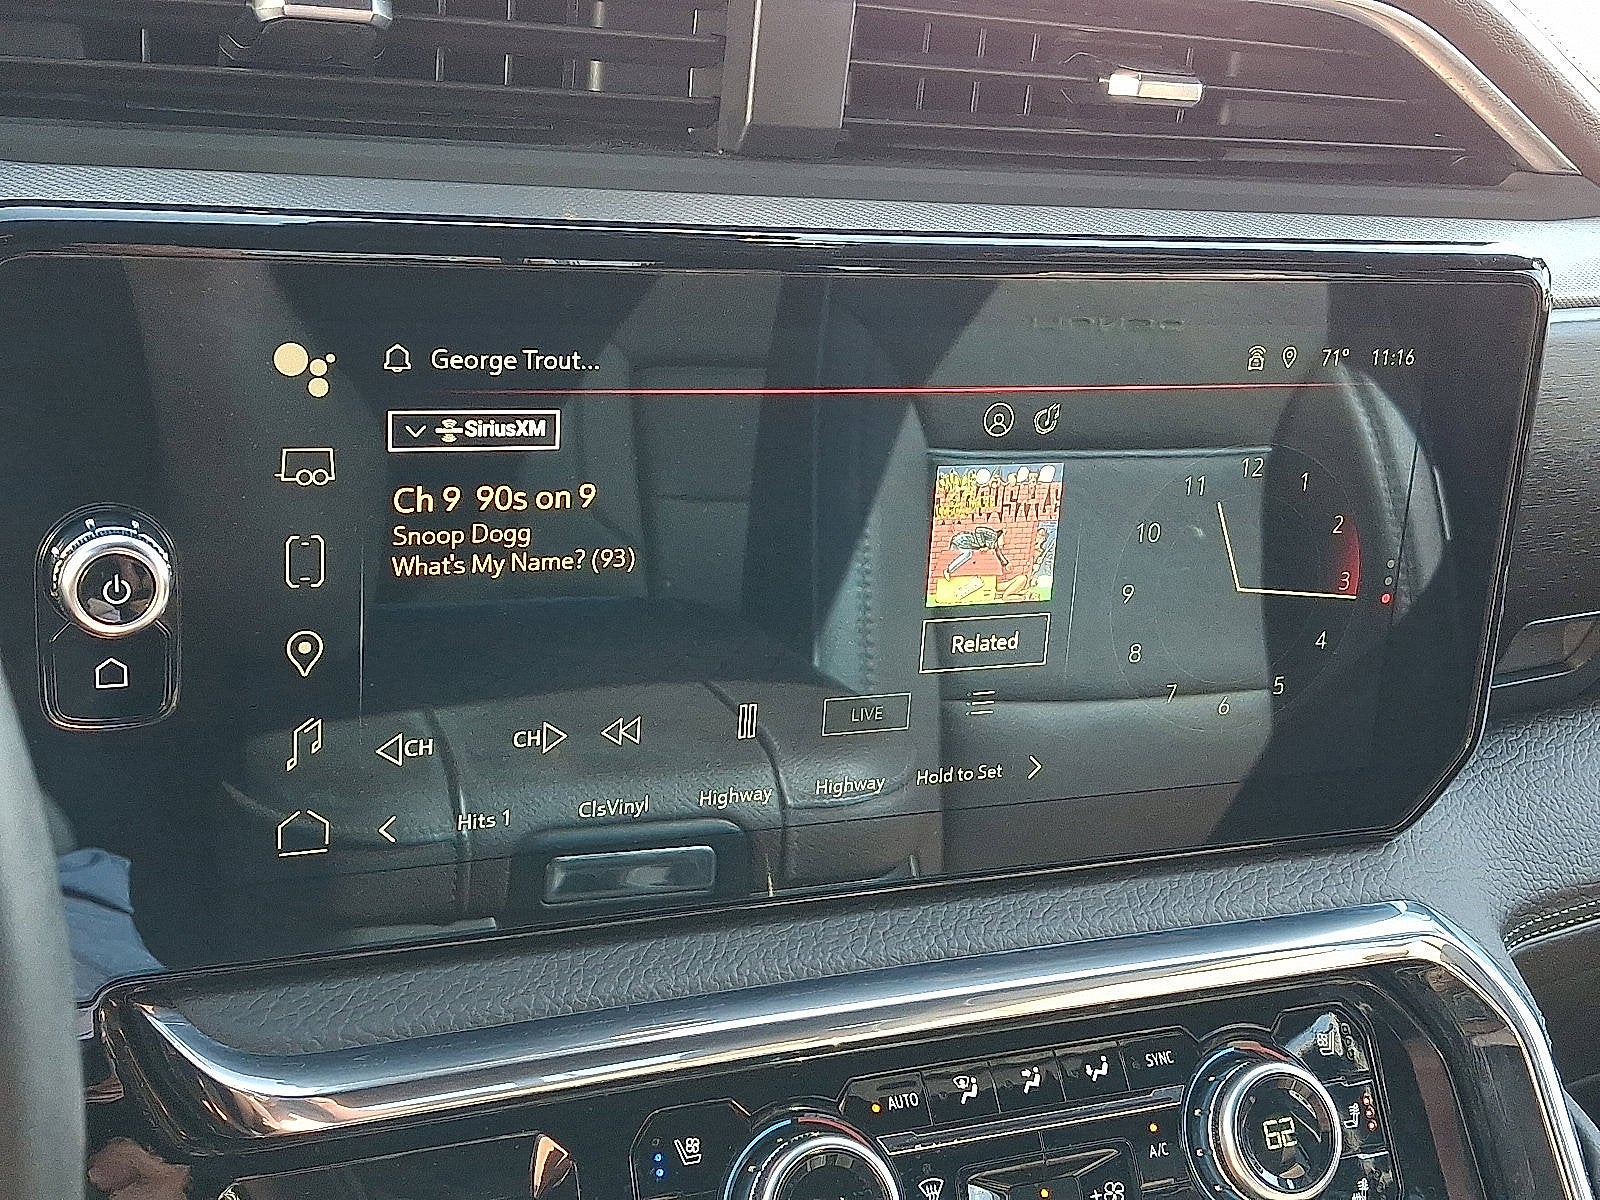 George Trout...
71° 11:16
SiriusXM
Ch 9 90s on 9
Snoop Dogg
What's My Name? (93)
Related
11 12 1
10 2
9 3
8 4
7 6 5
CH CH LIVE
Hits 1 ClsVinyl Highway Highway Hold to Set
AUTO SYNC
A/C
62